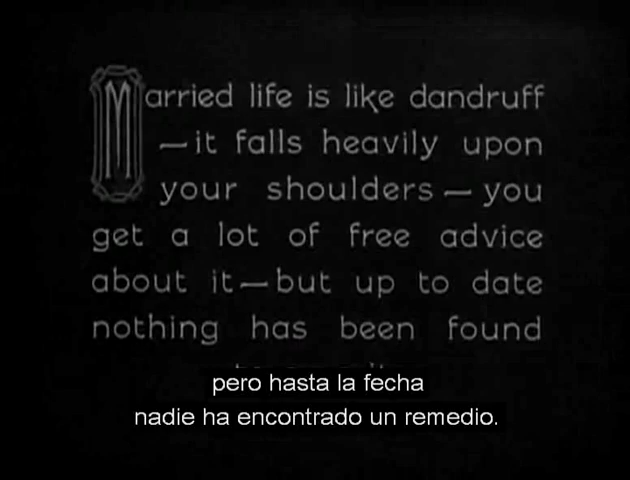 Married life is like dandruff
—it falls heavily upon
your shoulders — you
get a lot of free advice
about it—but up to date
nothing has been found
pero hasta la fecha
nadie ha encontrado un remedio.